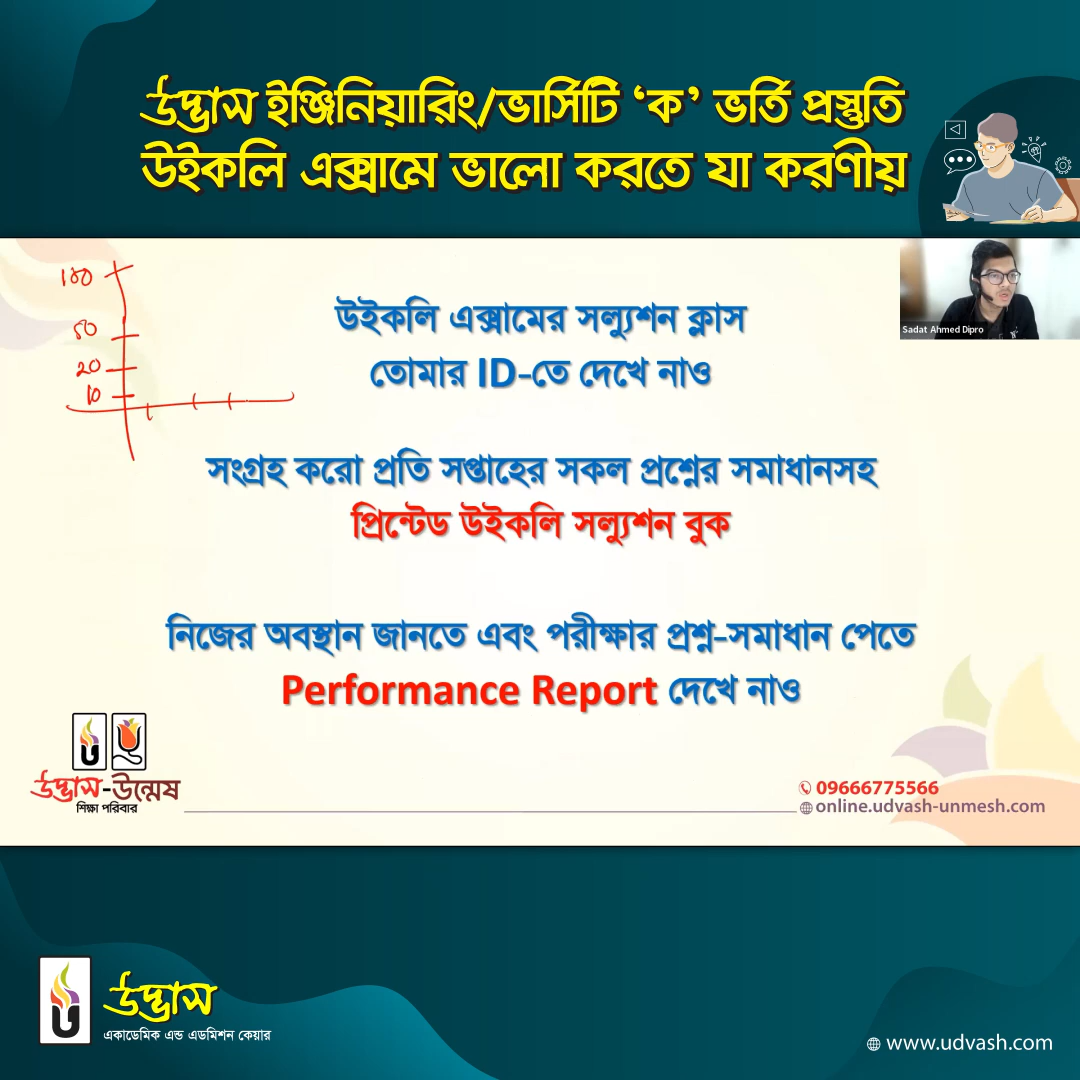 উদ্ভাস ইঞ্জিনিয়ারিং/ভার্সিটি ‘ক’ ভর্তি প্রস্তুতি
উইকলি এক্সামে ভালো করতে যা করণীয়
100
50
20
10
Sadat Ahmed Dipro
উইকলি এক্সামের সল্যুশন ক্লাস
তোমার ID-তে দেখে নাও
সংগ্রহ করো প্রতি সপ্তাহের সকল প্রশ্নের সমাধানসহ
প্রিন্টেড উইকলি সল্যুশন বুক
নিজের অবস্থান জানতে এবং পরীক্ষার প্রশ্ন-সমাধান পেতে
Performance Report দেখে নাও
উদ্ভাস-উন্মেষ
শিক্ষা পরিবার
09666775566
online.udvash-unmesh.com
উদ্ভাস
একাডেমিক এন্ড এডমিশন কেয়ার
www.udvash.com